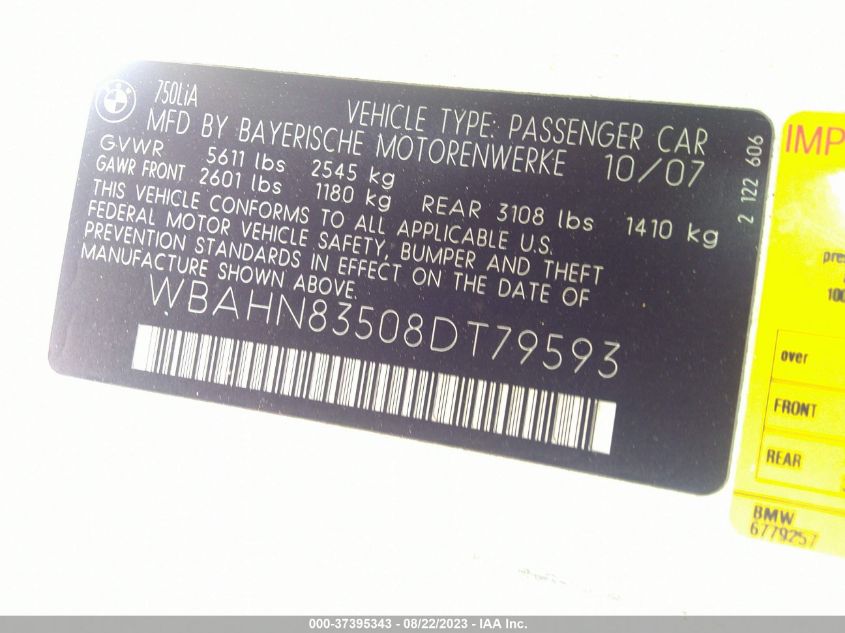 750LiA
VEHICLE TYPE: PASSENGER CAR
MFD BY BAYERISCHE MOTORENWERKE 10/07
GVWR 5611 lbs 2545 kg
GAWR FRONT 2601 lbs 1180 kg REAR 3108 lbs 1410 kg
THIS VEHICLE CONFORMS TO ALL APPLICABLE U.S.
FEDERAL MOTOR VEHICLE SAFETY, BUMPER AND THEFT
PREVENTION STANDARDS IN EFFECT ON THE DATE OF
MANUFACTURE SHOWN ABOVE.
WBAHN83508DT79593
2 122 606
IMP
pre
100
over
FRONT
REAR
BMW
6779257
000-37395343 - 08/22/2023 - IAA Inc.